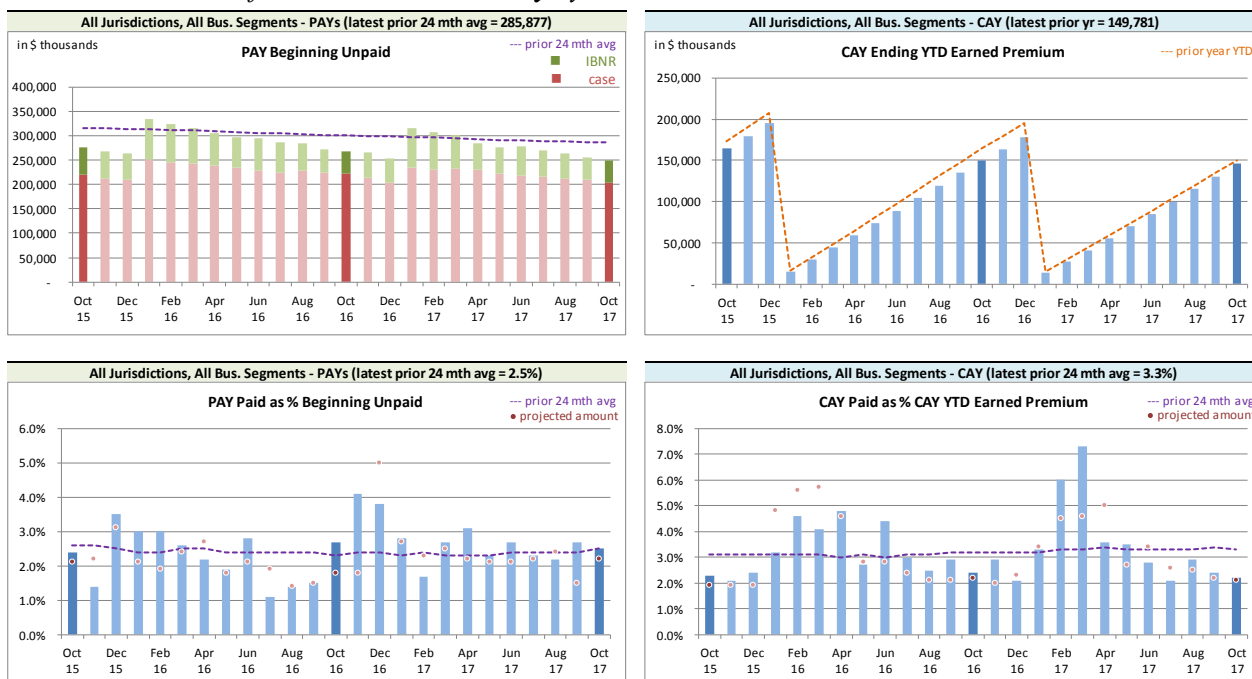 All Jurisdictions, All Bus. Segments - PAYs (latest prior 24 mth avg = 285,877)
in $ thousands
PAY Beginning Unpaid
--- prior 24 mth avg
IBNR
case
400,000
350,000
300,000
250,000
200,000
150,000
100,000
50,000
-
Oct Dec Feb Apr Jun Aug Oct Dec Feb Apr Jun Aug Oct
15 15 16 16 16 16 16 16 17 17 17 17 17
All Jurisdictions, All Bus. Segments - CAY (latest prior yr = 149,781)
in $ thousands
CAY Ending YTD Earned Premium
--- prior year YTD
250,000
200,000
150,000
100,000
50,000
-
Oct Dec Feb Apr Jun Aug Oct Dec Feb Apr Jun Aug Oct
15 15 16 16 16 16 16 16 17 17 17 17 17
All Jurisdictions, All Bus. Segments - PAYs (latest prior 24 mth avg = 2.5%)
PAY Paid as % Beginning Unpaid
--- prior 24 mth avg
projected amount
6.0%
5.0%
4.0%
3.0%
2.0%
1.0%
0.0%
Oct Dec Feb Apr Jun Aug Oct Dec Feb Apr Jun Aug Oct
15 15 16 16 16 16 16 16 17 17 17 17 17
All Jurisdictions, All Bus. Segments - CAY (latest prior 24 mth avg = 3.3%)
CAY Paid as % CAY YTD Earned Premium
--- prior 24 mth avg
projected amount
8.0%
7.0%
6.0%
5.0%
4.0%
3.0%
2.0%
1.0%
0.0%
Oct Dec Feb Apr Jun Aug Oct Dec Feb Apr Jun Aug Oct
15 15 16 16 16 16 16 16 17 17 17 17 17